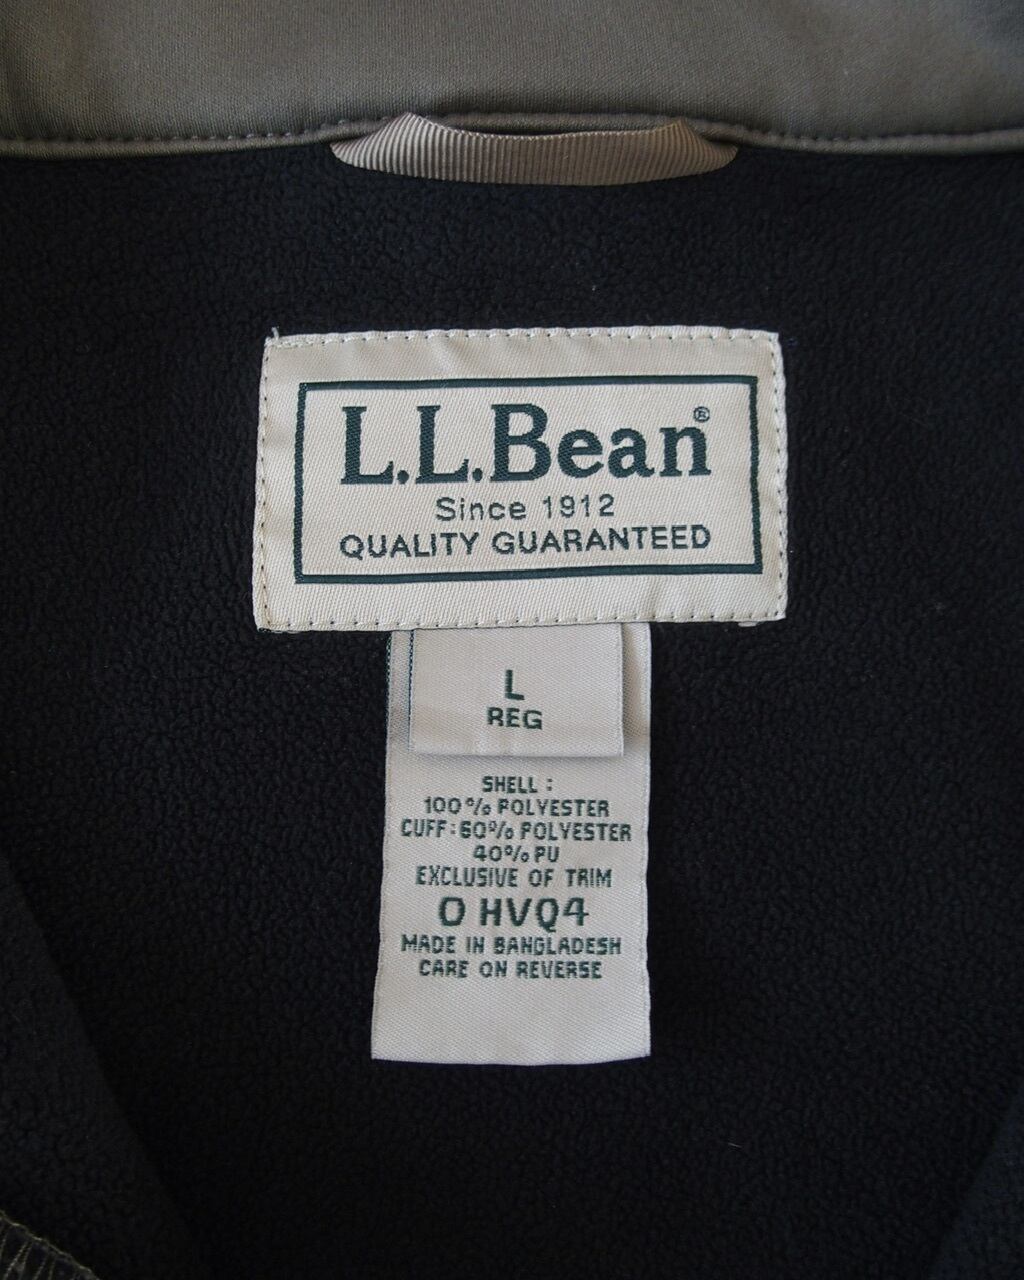 L.L.Bean®
Since 1912
QUALITY GUARANTEED
L
REG
SHELL :
100% POLYESTER
CUFF:60% POLYESTER
40% PU
EXCLUSIVE OF TRIM
0 HVQ4
MADE IN BANGLADESH
CARE ON REVERSE